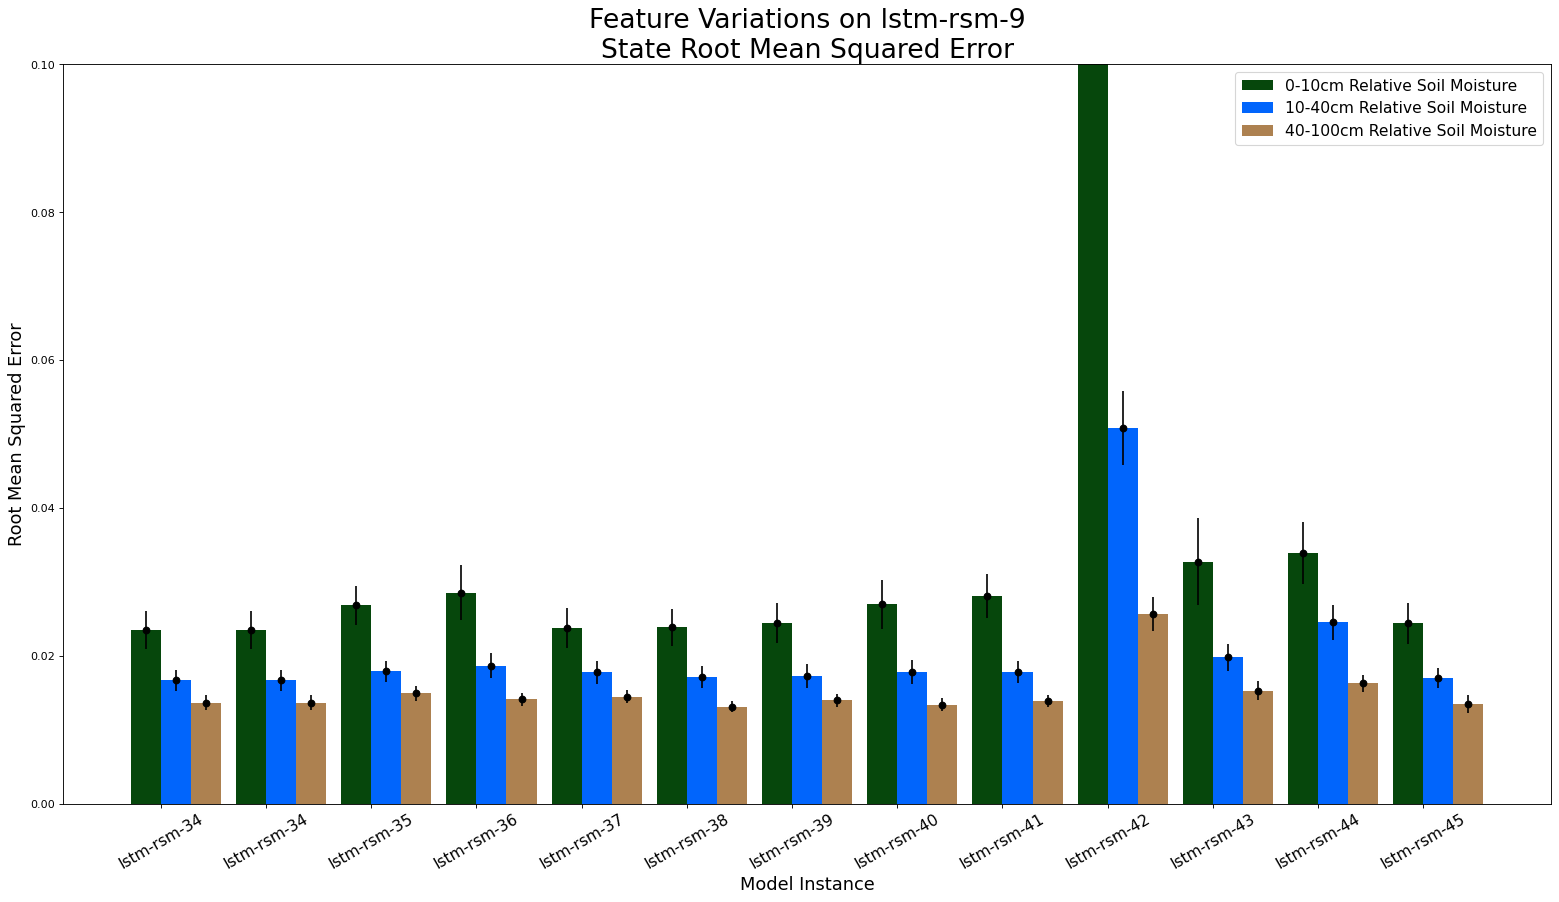 Feature Variations on lstm-rsm-9
State Root Mean Squared Error
0.10
0.08
0.06
0.04
0.02
0.00
Root Mean Squared Error
0-10cm Relative Soil Moisture
10-40cm Relative Soil Moisture
40-100cm Relative Soil Moisture
lstm-rsm-34
lstm-rsm-34
lstm-rsm-35
lstm-rsm-36
lstm-rsm-37
lstm-rsm-38
lstm-rsm-39
lstm-rsm-40
lstm-rsm-41
lstm-rsm-42
lstm-rsm-43
lstm-rsm-44
lstm-rsm-45
Model Instance